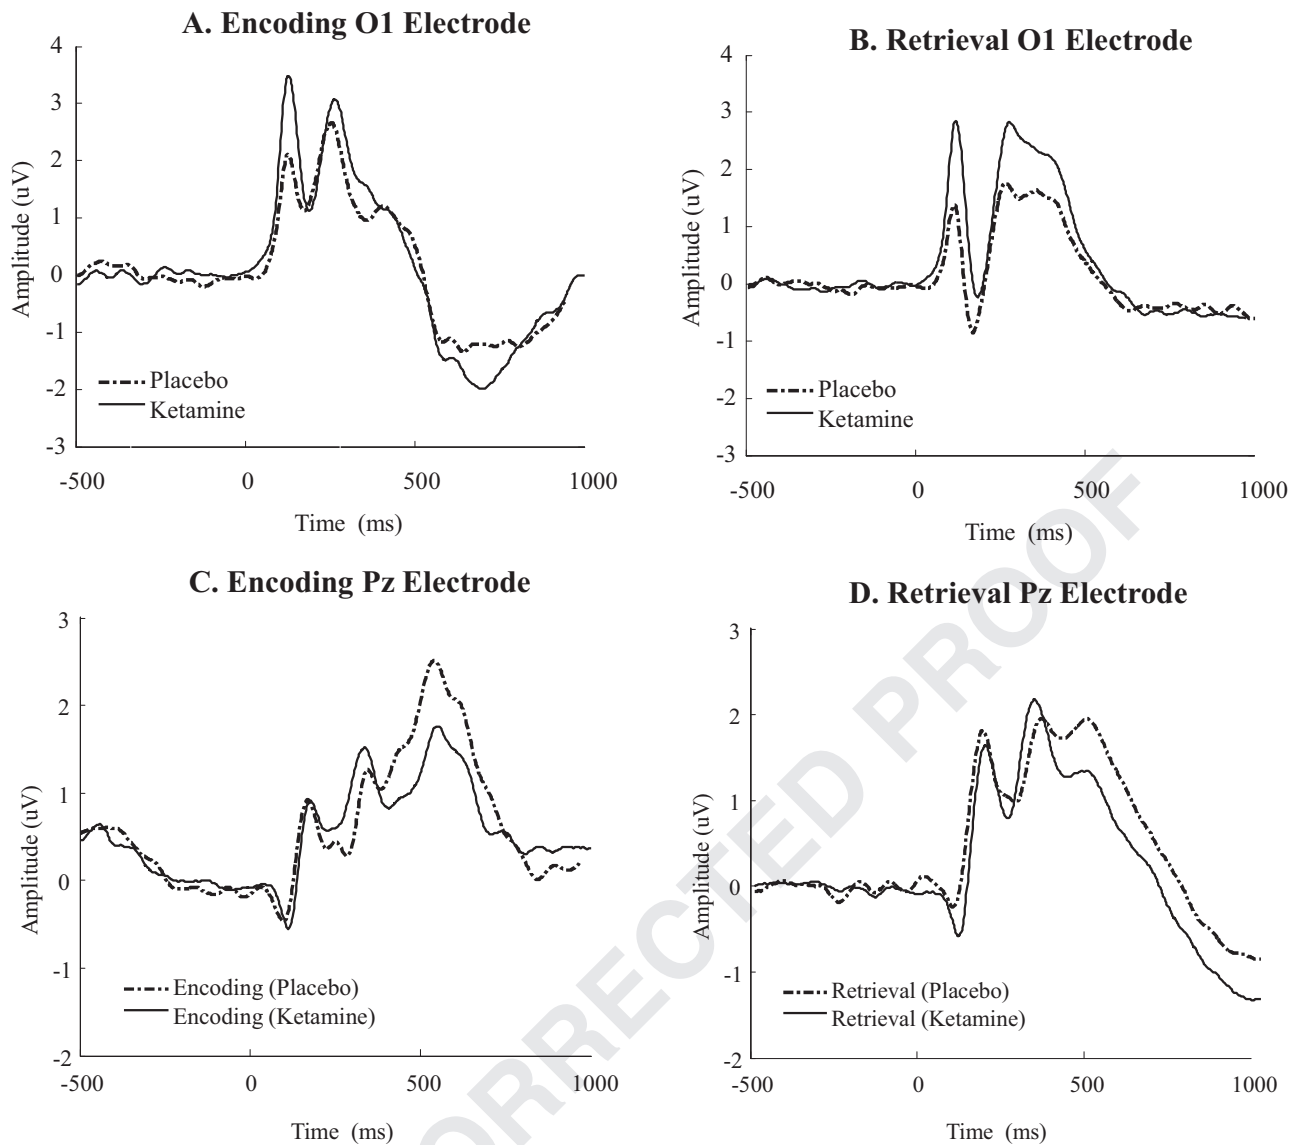 A. Encoding O1 Electrode
4
3
2
1
0
-1
-2
-3
Amplitude (uV)
Placebo
Ketamine
-500
0
500
1000
Time (ms)
B. Retrieval O1 Electrode
4
3
2
1
0
-1
-2
-3
Amplitude (uV)
Placebo
Ketamine
-500
0
500
1000
Time (ms)
C. Encoding Pz Electrode
3
2
1
0
-1
-2
Amplitude (uV)
Encoding (Placebo)
Encoding (Ketamine)
-500
0
500
1000
Time (ms)
D. Retrieval Pz Electrode
3
2
1
0
-1
-2
Amplitude (uV)
Retrieval (Placebo)
Retrieval (Ketamine)
-500
0
500
1000
Time (ms)
ORRECTED PROOF